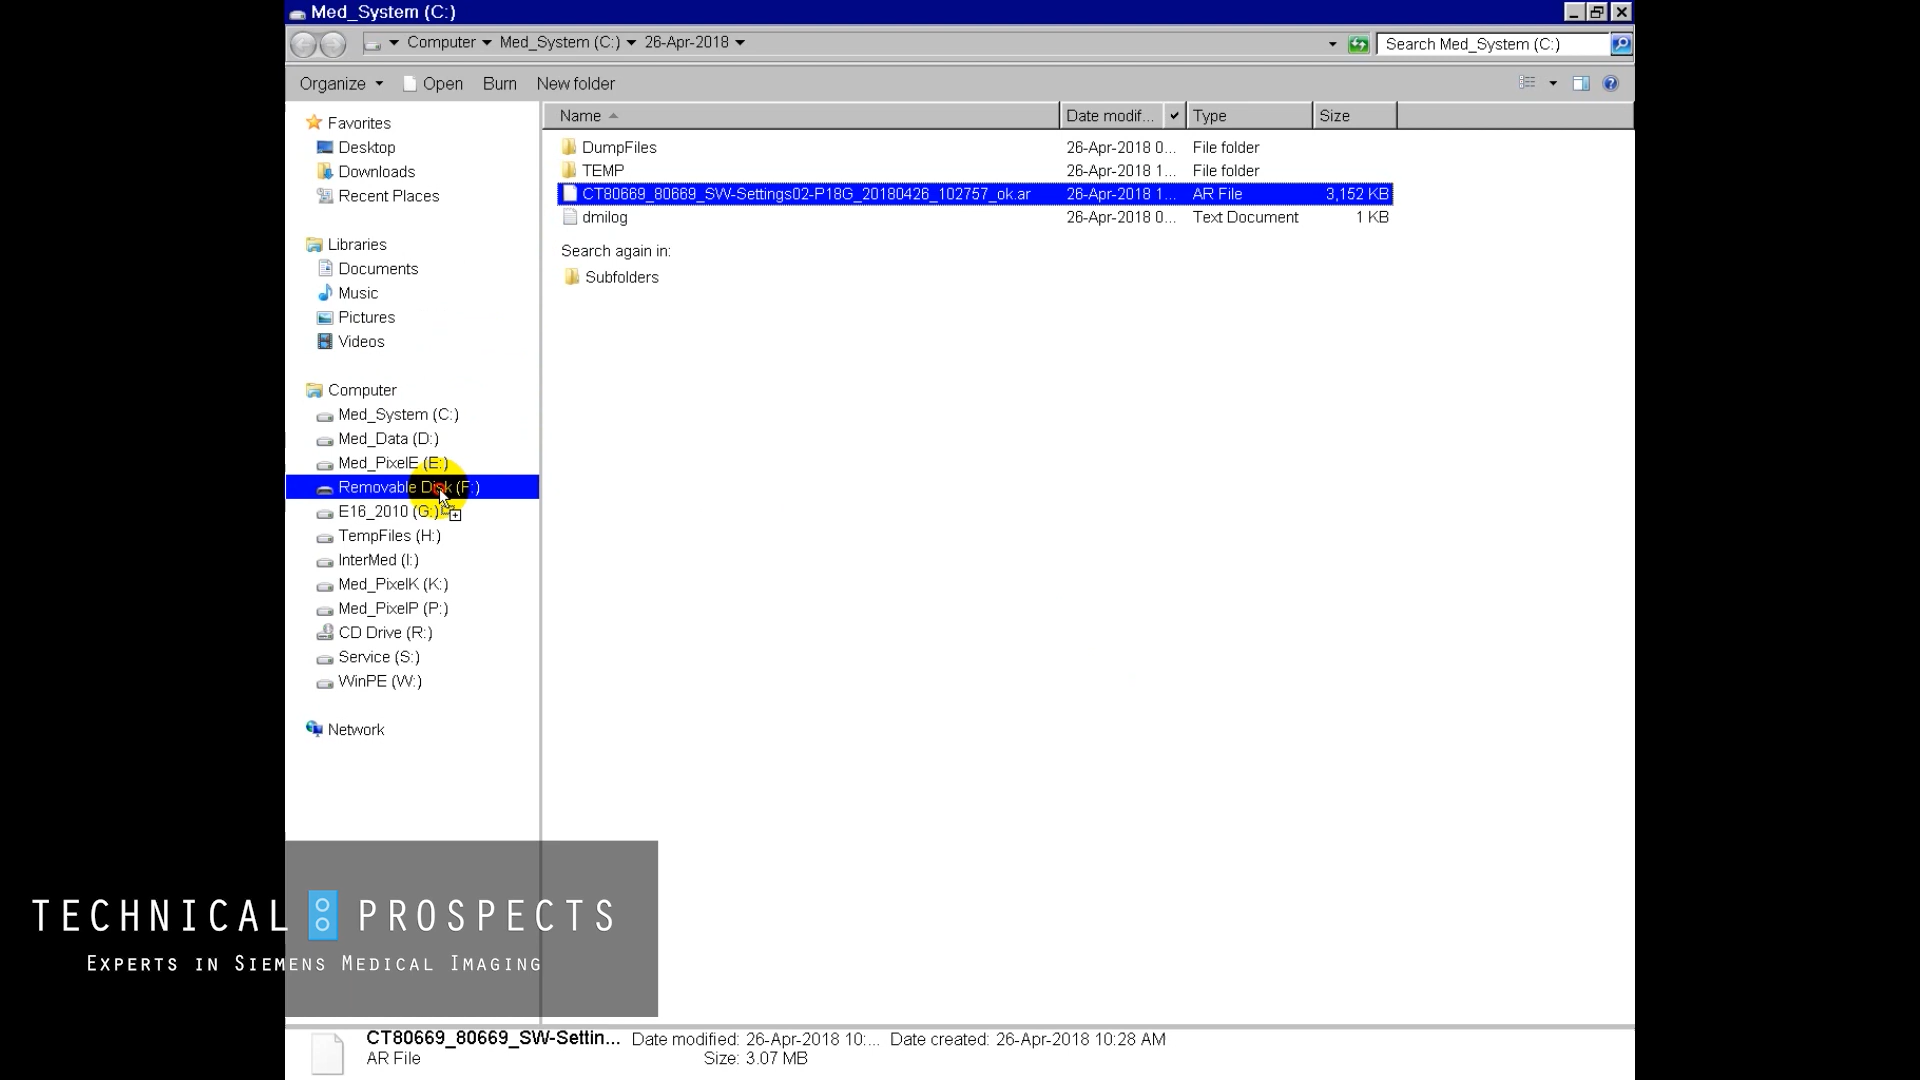 Med_System (C:)
Computer Med_System (C:) 26-Apr-2018
Search Med_System (C:)
Organize Open Burn New folder
Name Date modif... Type Size
Favorites
Desktop
Downloads
Recent Places
Libraries
Documents
Music
Pictures
Videos
Computer
Med_System (C:)
Med_Data (D:)
Med_PixelE (E:)
Removable Disk (F:)
E16_2010 (G:)
TempFiles (H:)
InterMed (I:)
Med_PixelK (K:)
Med_PixelP (P:)
CD Drive (R:)
Service (S:)
WinPE (W:)
Network
DumpFiles 26-Apr-2018 0... File folder
TEMP 26-Apr-2018 1... File folder
CT80669_80669_SW-Settings02-P18G_20180426_102757_ok.ar 26-Apr-2018 1... AR File 3,152 KB
dmilog 26-Apr-2018 0... Text Document 1 KB
Search again in:
Subfolders
TECHNICAL PROSPECTS
EXPERTS IN SIEMENS MEDICAL IMAGING
CT80669_80669_SW-Settin... Date modified: 26-Apr-2018 10:... Date created: 26-Apr-2018 10:28 AM
AR File Size: 3.07 MB